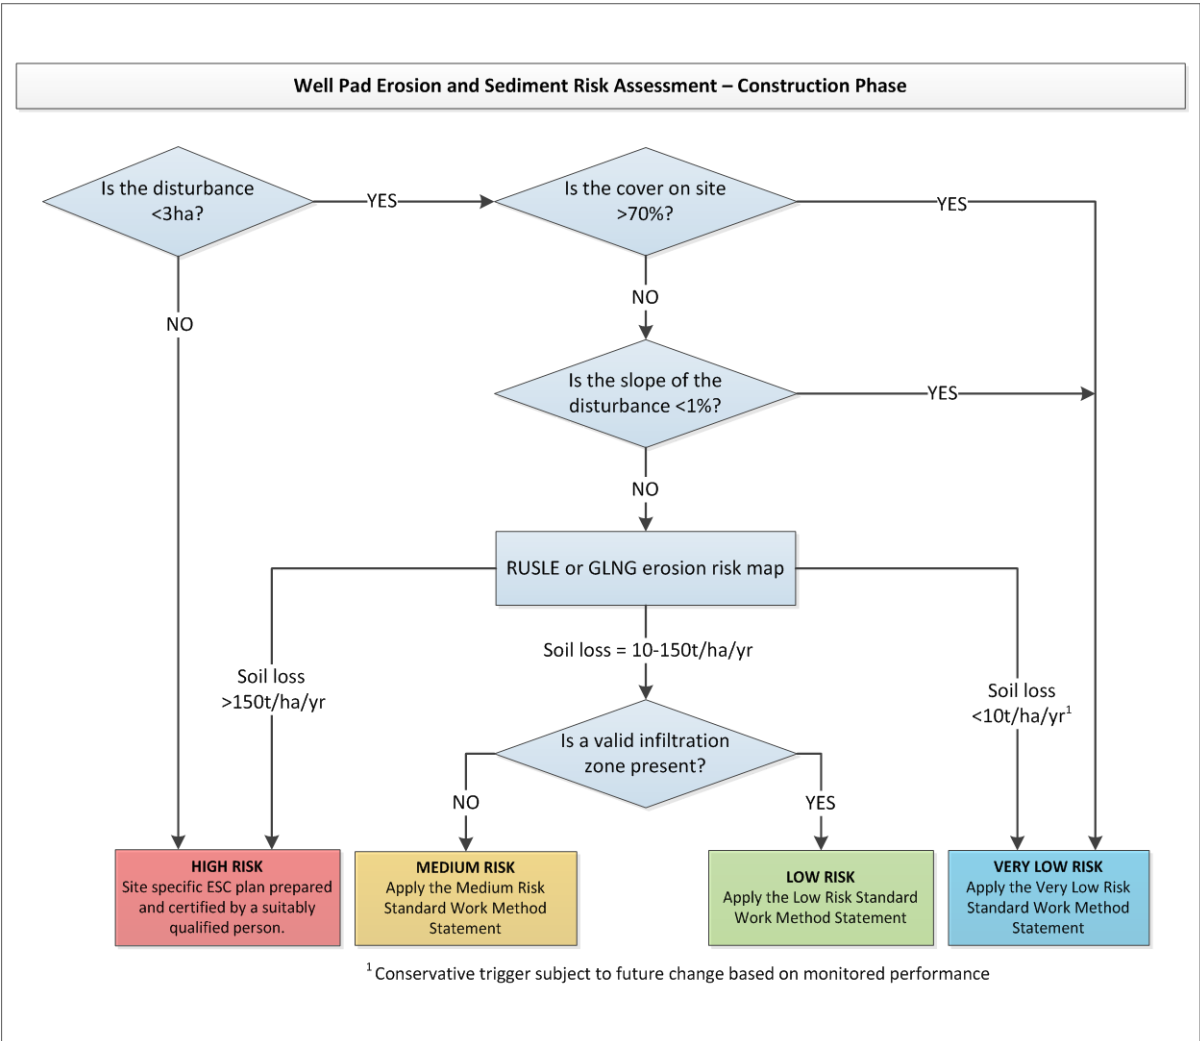 Well Pad Erosion and Sediment Risk Assessment – Construction Phase
Is the disturbance
<3ha?
YES
Is the cover on site
>70%?
YES
NO
NO
Is the slope of the
disturbance <1%?
YES
NO
RUSLE or GLNG erosion risk map
Soil loss
>150t/ha/yr
Soil loss = 10-150t/ha/yr
Soil loss
<10t/ha/yr¹
Is a valid infiltration
zone present?
NO
YES
HIGH RISK
Site specific ESC plan prepared
and certified by a suitably
qualified person.
MEDIUM RISK
Apply the Medium Risk
Standard Work Method
Statement
LOW RISK
Apply the Low Risk Standard
Work Method Statement
VERY LOW RISK
Apply the Very Low Risk
Standard Work Method
Statement
¹ Conservative trigger subject to future change based on monitored performance